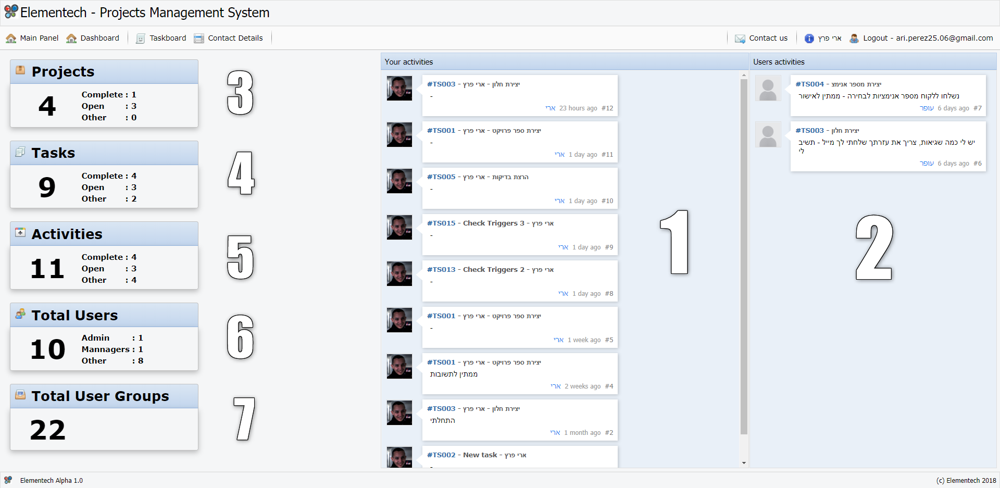 Elementech - Projects Management System
Main Panel
Dashboard
Taskboard
Contact Details
Contact us
ארי פרץ
Logout - ari.perez25.06@gmail.com
Projects
4
Complete : 1
Open : 3
Other : 0
3
Tasks
9
Complete : 4
Open : 3
Other : 2
4
Activities
11
Complete : 4
Open : 3
Other : 4
5
Total Users
10
Admin : 1
Mannagers : 1
Other : 8
6
Total User Groups
22
7
Your activities
#TS003 - יצירת חלון - ארי פרץ
-
ארי 23 hours ago #12
#TS001 - יצירת ספר פרויקט - ארי פרץ
-
ארי 1 day ago #11
#TS005 - הרצת בדיקות - ארי פרץ
-
ארי 1 day ago #10
#TS015 - Check Triggers 3 - ארי פרץ
-
ארי 1 day ago #9
#TS013 - Check Triggers 2 - ארי פרץ
-
ארי 1 day ago #8
#TS001 - יצירת ספר פרויקט - ארי פרץ
-
ארי 1 week ago #5
#TS001 - יצירת ספר פרויקט - ארי פרץ
ממתין לתשובות
ארי 2 weeks ago #4
#TS003 - יצירת חלון - ארי פרץ
התחלתי
ארי 1 month ago #2
#TS002 - New task - ארי פרץ
-
1
Users activities
#TS004 - יצירת מספר אנימצ
נשלחו ללקוח מספר אנימציות לבחירה - ממתין לאישור
עופר 6 days ago #7
#TS003 - יצירת חלון
יש לי כמה שגיאות, צריך את עזרתך שלחתי לך מייל - תשיב
לי
עופר 6 days ago #6
2
Elementech Alpha 1.0
(c) Elementech 2018